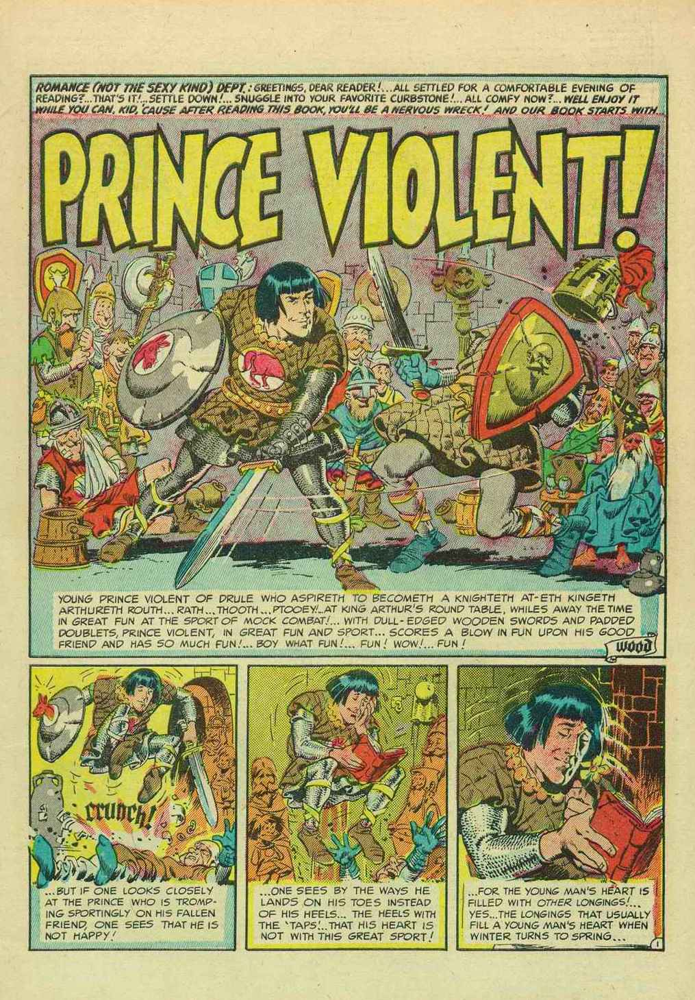 ROMANCE (NOT THE SEXY KIND) DEPT.: GREETINGS, DEAR READER!...ALL SETTLED FOR A COMFORTABLE EVENING OF
READING?...THAT'S IT!...SETTLE DOWN!...SNUGGLE INTO YOUR FAVORITE CURBSTONE!...ALL COMFY NOW?...WELL ENJOY IT
WHILE YOU CAN, KID, 'CAUSE AFTER READING THIS BOOK, YOU'LL BE A NERVOUS WRECK! AND OUR BOOK STARTS WITH...
PRINCE VIOLENT!
YOUNG PRINCE VIOLENT OF DRULE WHO ASPIRETH TO BECOMETH A KNIGHTETH AT-ETH KINGETH
ARTHURETH ROUTH...RATH...THOOTH...PTOOEY!...AT KING ARTHUR'S ROUND TABLE, WHILES AWAY THE TIME
IN GREAT FUN AT THE SPORT OF MOCK COMBAT!...WITH DULL-EDGED WOODEN SWORDS AND PADDED
DOUBLETS, PRINCE VIOLENT, IN GREAT FUN AND SPORT...SCORES A BLOW IN FUN UPON HIS GOOD
FRIEND AND HAS SO MUCH FUN!...BOY WHAT FUN!...FUN! WOW!...FUN!
WOOD
CRUNCH!
...BUT IF ONE LOOKS CLOSELY
AT THE PRINCE WHO IS TROMP-
ING SPORTINGLY ON HIS FALLEN
FRIEND, ONE SEES THAT HE IS
NOT HAPPY!
...ONE SEES BY THE WAYS HE
LANDS ON HIS TOES INSTEAD
OF HIS HEELS...THE HEELS WITH
THE 'TAPS!..THAT HIS HEART IS
NOT WITH THIS GREAT SPORT!
...FOR THE YOUNG MAN'S HEART IS
FILLED WITH OTHER LONGINGS!...
YES...THE LONGINGS THAT USUALLY
FILL A YOUNG MAN'S HEART WHEN
WINTER TURNS TO SPRING...
1